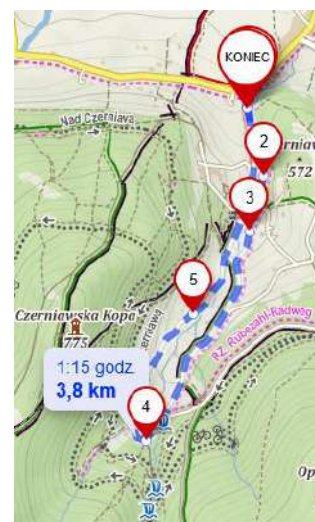 KONIEC
Nad Czerniawą
2
572
3
5
Czerniawska Kopa
775
RZ. Rübezahl-Radweg
1:15 godz.
3,8 km
4
Op